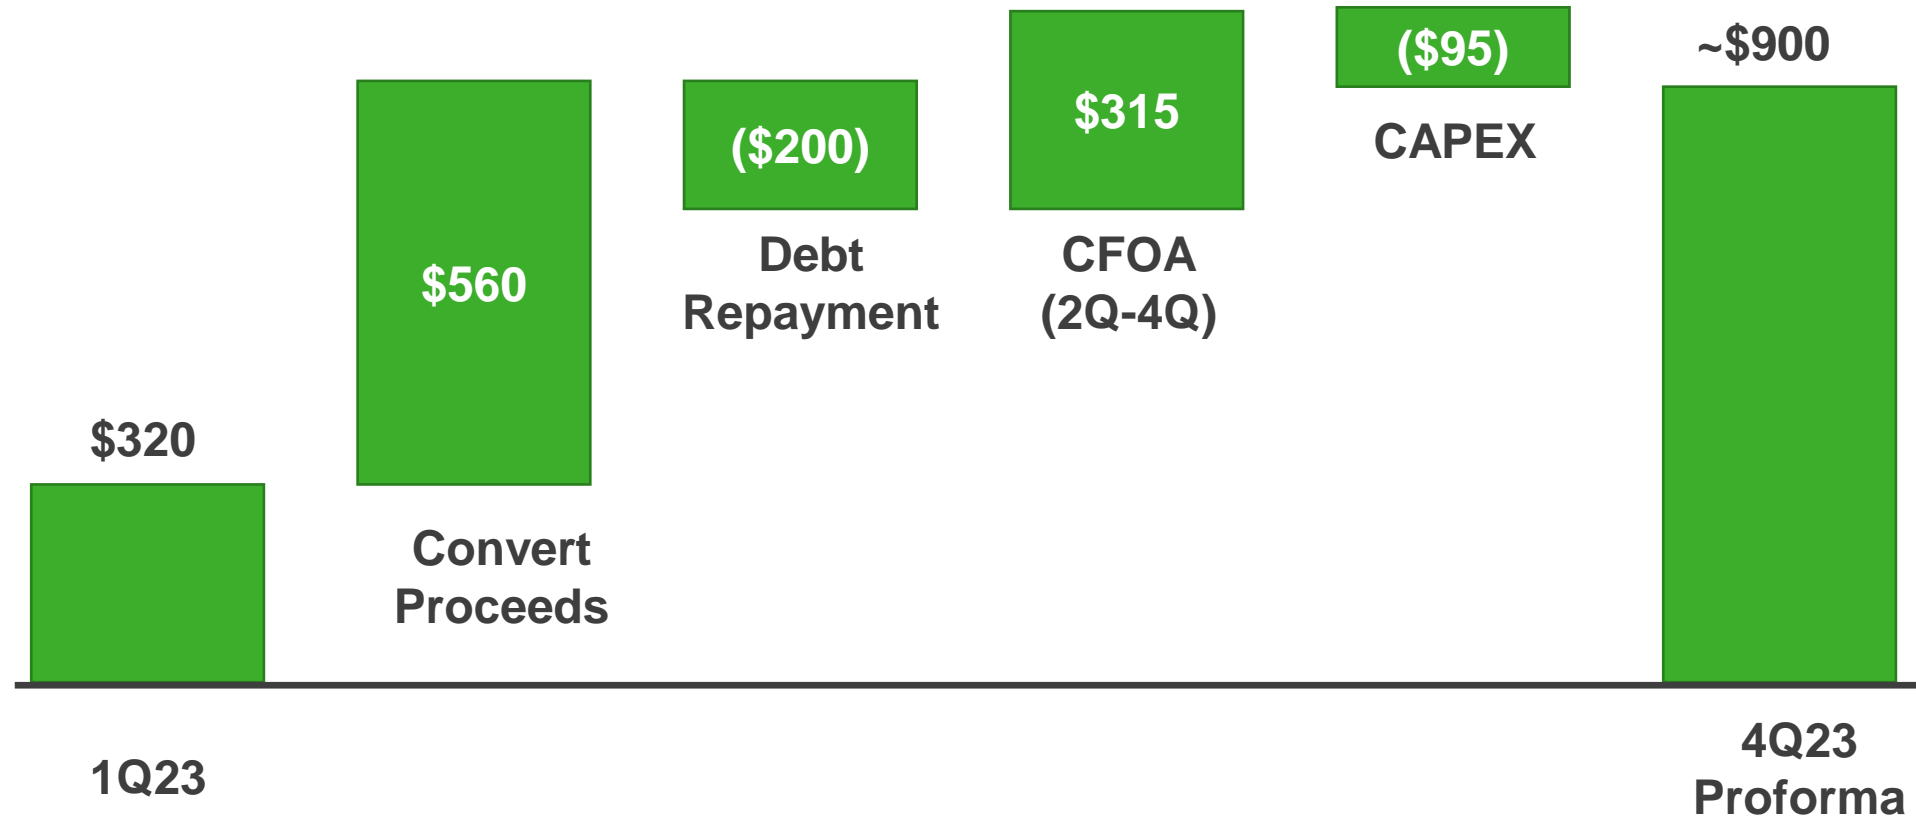 $320
1Q23
$560
Convert
Proceeds
($200)
Debt
Repayment
$315
CFOA
(2Q-4Q)
($95)
CAPEX
~$900
4Q23
Proforma